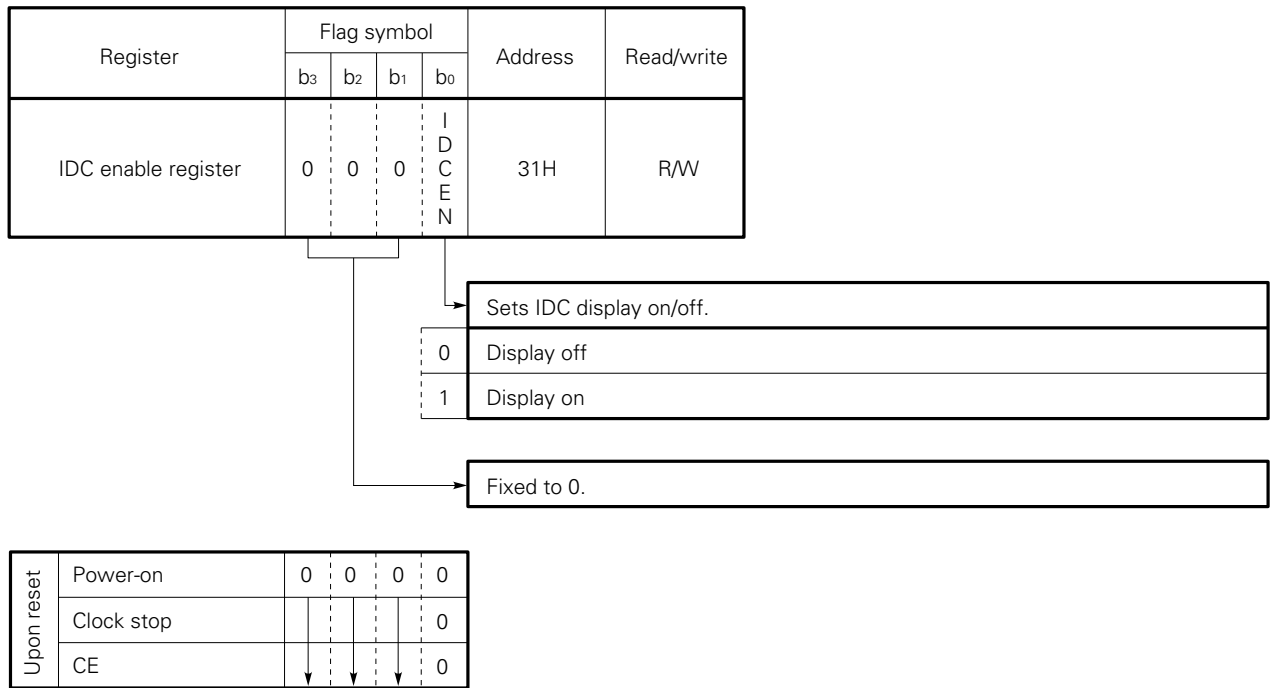 Register Flag symbol Address Read/write
b3 b2 b1 b0
IDC enable register 0 0 0 IDCEN 31H R/W
Sets IDC display on/off.
0 Display off
1 Display on
Fixed to 0.
Upon reset
Power-on 0 0 0 0
Clock stop 0
CE 0